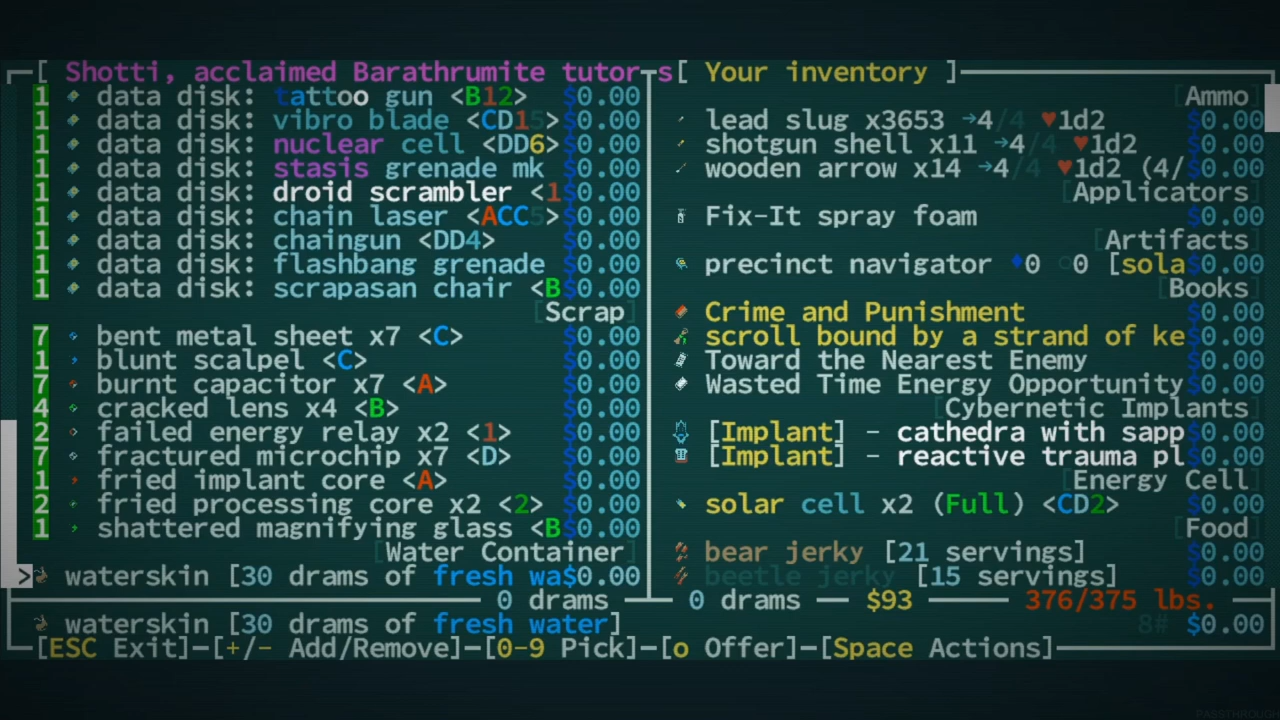 [ Shotti, acclaimed Barathrumite tutor s
1 data disk: tattoo gun <B12> $0.00
1 data disk: vibro blade <CD15> $0.00
1 data disk: nuclear cell <DD6> $0.00
1 data disk: stasis grenade mk $0.00
1 data disk: droid scrambler <1 $0.00
1 data disk: chain laser <ACC5> $0.00
1 data disk: chaingun <DD4> $0.00
1 data disk: flashbang grenade $0.00
1 data disk: scrapasan chair <B $0.00
[Scrap]
7 bent metal sheet x7 <C> $0.00
1 blunt scalpel <C> $0.00
7 burnt capacitor x7 <A> $0.00
4 cracked lens x4 <B> $0.00
2 failed energy relay x2 <1> $0.00
7 fractured microchip x7 <D> $0.00
1 fried implant core <A> $0.00
2 fried processing core x2 <2> $0.00
1 shattered magnifying glass <B $0.00
[Water Container]
> waterskin [30 drams of fresh wa$0.00
0 drams
[ Your inventory ]
[Ammo]
lead slug x3653 →4/4 ♥1d2 $0.00
shotgun shell x11 →4/4 ♥1d2 $0.00
wooden arrow x14 →4/4 ♥1d2 (4/ $0.00
[Applicators]
Fix-It spray foam $0.00
[Artifacts]
precinct navigator ♦0 ○0 [sola $0.00
[Books]
Crime and Punishment $0.00
scroll bound by a strand of ke $0.00
Toward the Nearest Enemy $0.00
Wasted Time Energy Opportunity $0.00
[Cybernetic Implants]
[Implant] - cathedra with sapp $0.00
[Implant] - reactive trauma pl $0.00
[Energy Cell]
solar cell x2 (Full) <CD2> $0.00
[Food]
bear jerky [21 servings] $0.00
beetle jerky [15 servings] $0.00
0 drams — $93 — 376/375 lbs.
waterskin [30 drams of fresh water] 8# $0.00
[ESC Exit]-[+/- Add/Remove]-[0-9 Pick]-[o Offer]-[Space Actions]